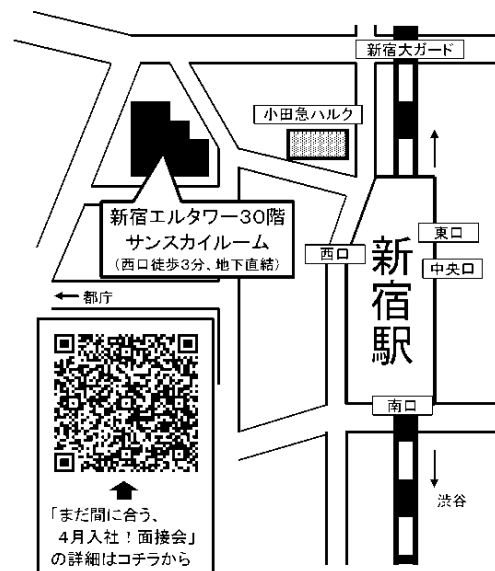 新宿大ガード
小田急ハルク
新宿エルタワー30階
サンスカイルーム
(西口徒歩3分、地下直結)
西口
新宿駅
東口
中央口
←都庁
南口
渋谷
「まだ間に合う、
4月入社!面接会」
の詳細はコチラから